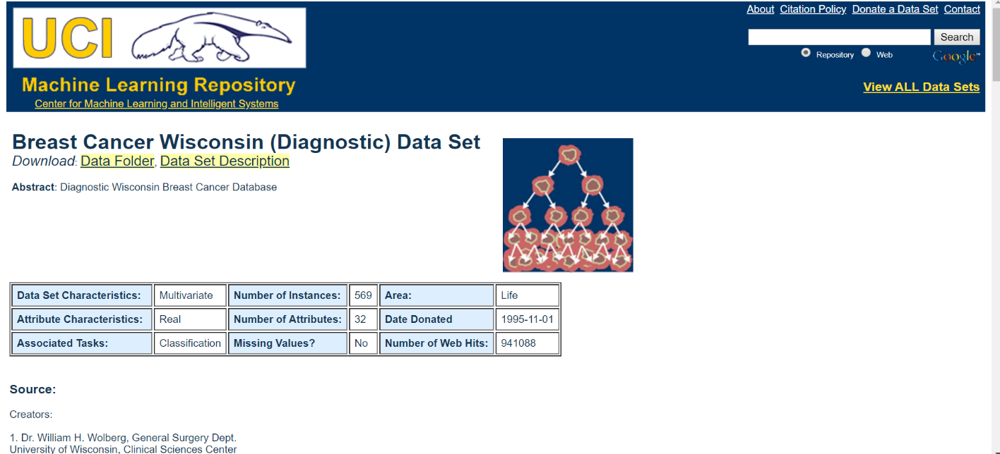 About Citation Policy Donate a Data Set Contact
UCI
Search
Repository Web Google™
Machine Learning Repository
Center for Machine Learning and Intelligent Systems
View ALL Data Sets
Breast Cancer Wisconsin (Diagnostic) Data Set
Download: Data Folder, Data Set Description
Abstract: Diagnostic Wisconsin Breast Cancer Database
Data Set Characteristics: Multivariate Number of Instances: 569 Area: Life
Attribute Characteristics: Real Number of Attributes: 32 Date Donated 1995-11-01
Associated Tasks: Classification Missing Values? No Number of Web Hits: 941088
Source:
Creators:
1. Dr. William H. Wolberg, General Surgery Dept.
University of Wisconsin, Clinical Sciences Center